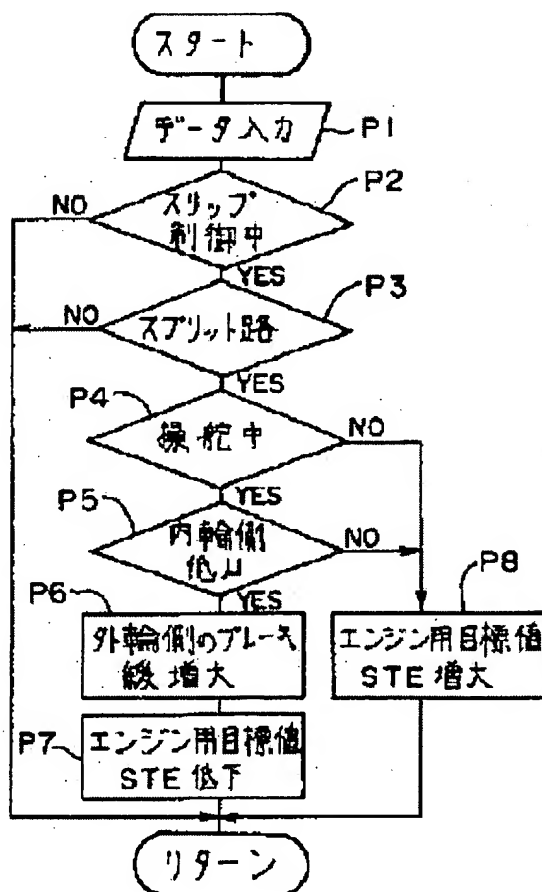 スタート
データ入力
P1
P2
スリップ
制御中
NO
YES
P3
スプリット路
NO
YES
P4
操舵中
NO
YES
P5
内輪側
低μ
NO
YES
P6
外輪側のブレーキ
緩増大
P8
エンジン用目標値
STE増大
P7
エンジン用目標値
STE低下
リターン